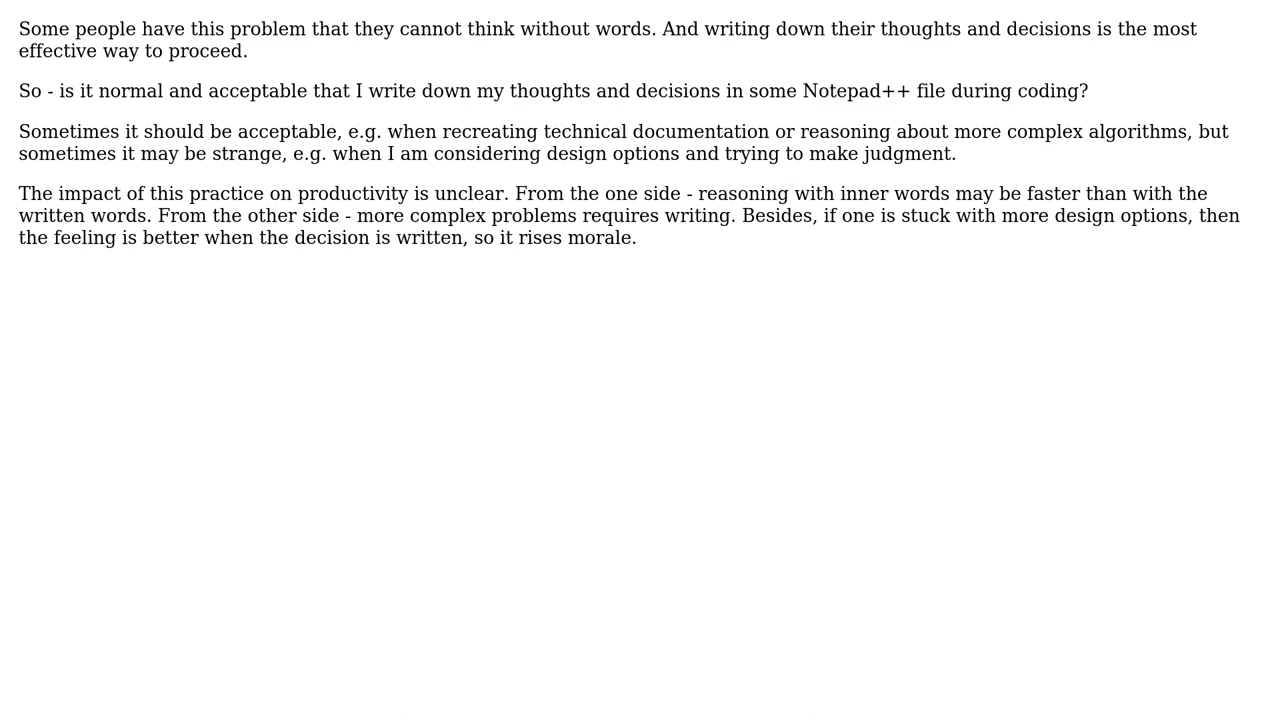 Some people have this problem that they cannot think without words. And writing down their thoughts and decisions is the most
effective way to proceed.
So - is it normal and acceptable that I write down my thoughts and decisions in some Notepad++ file during coding?
Sometimes it should be acceptable, e.g. when recreating technical documentation or reasoning about more complex algorithms, but
sometimes it may be strange, e.g. when I am considering design options and trying to make judgment.
The impact of this practice on productivity is unclear. From the one side - reasoning with inner words may be faster than with the
written words. From the other side - more complex problems requires writing. Besides, if one is stuck with more design options, then
the feeling is better when the decision is written, so it rises morale.